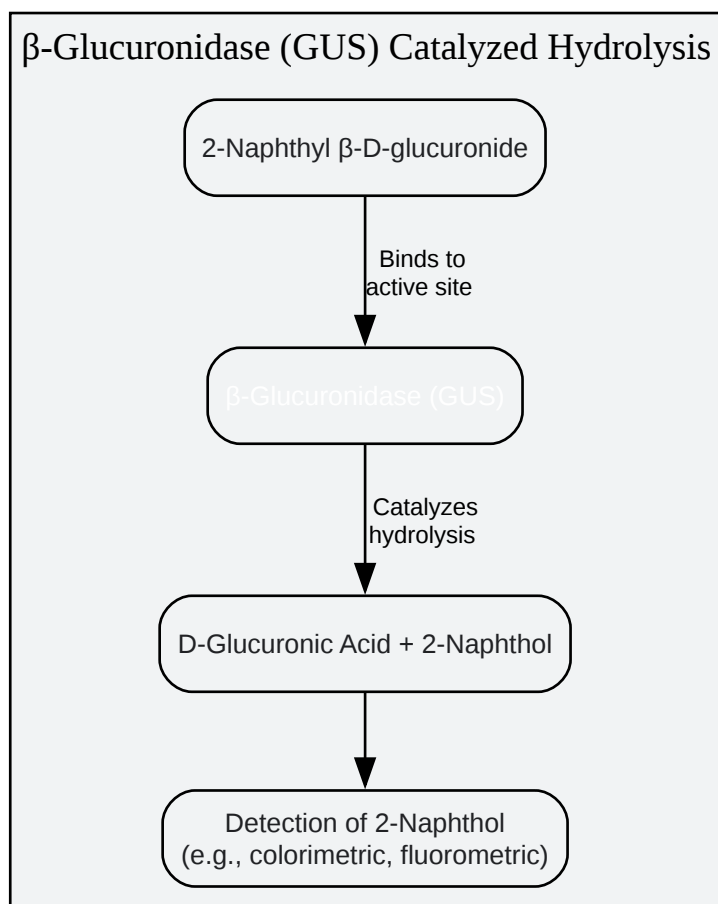 β-Glucuronidase (GUS) Catalyzed Hydrolysis
2-Naphthyl β-D-glucuronide
Binds to
active site
β-Glucuronidase (GUS)
Catalyzes
hydrolysis
D-Glucuronic Acid + 2-Naphthol
Detection of 2-Naphthol
(e.g., colorimetric, fluorometric)